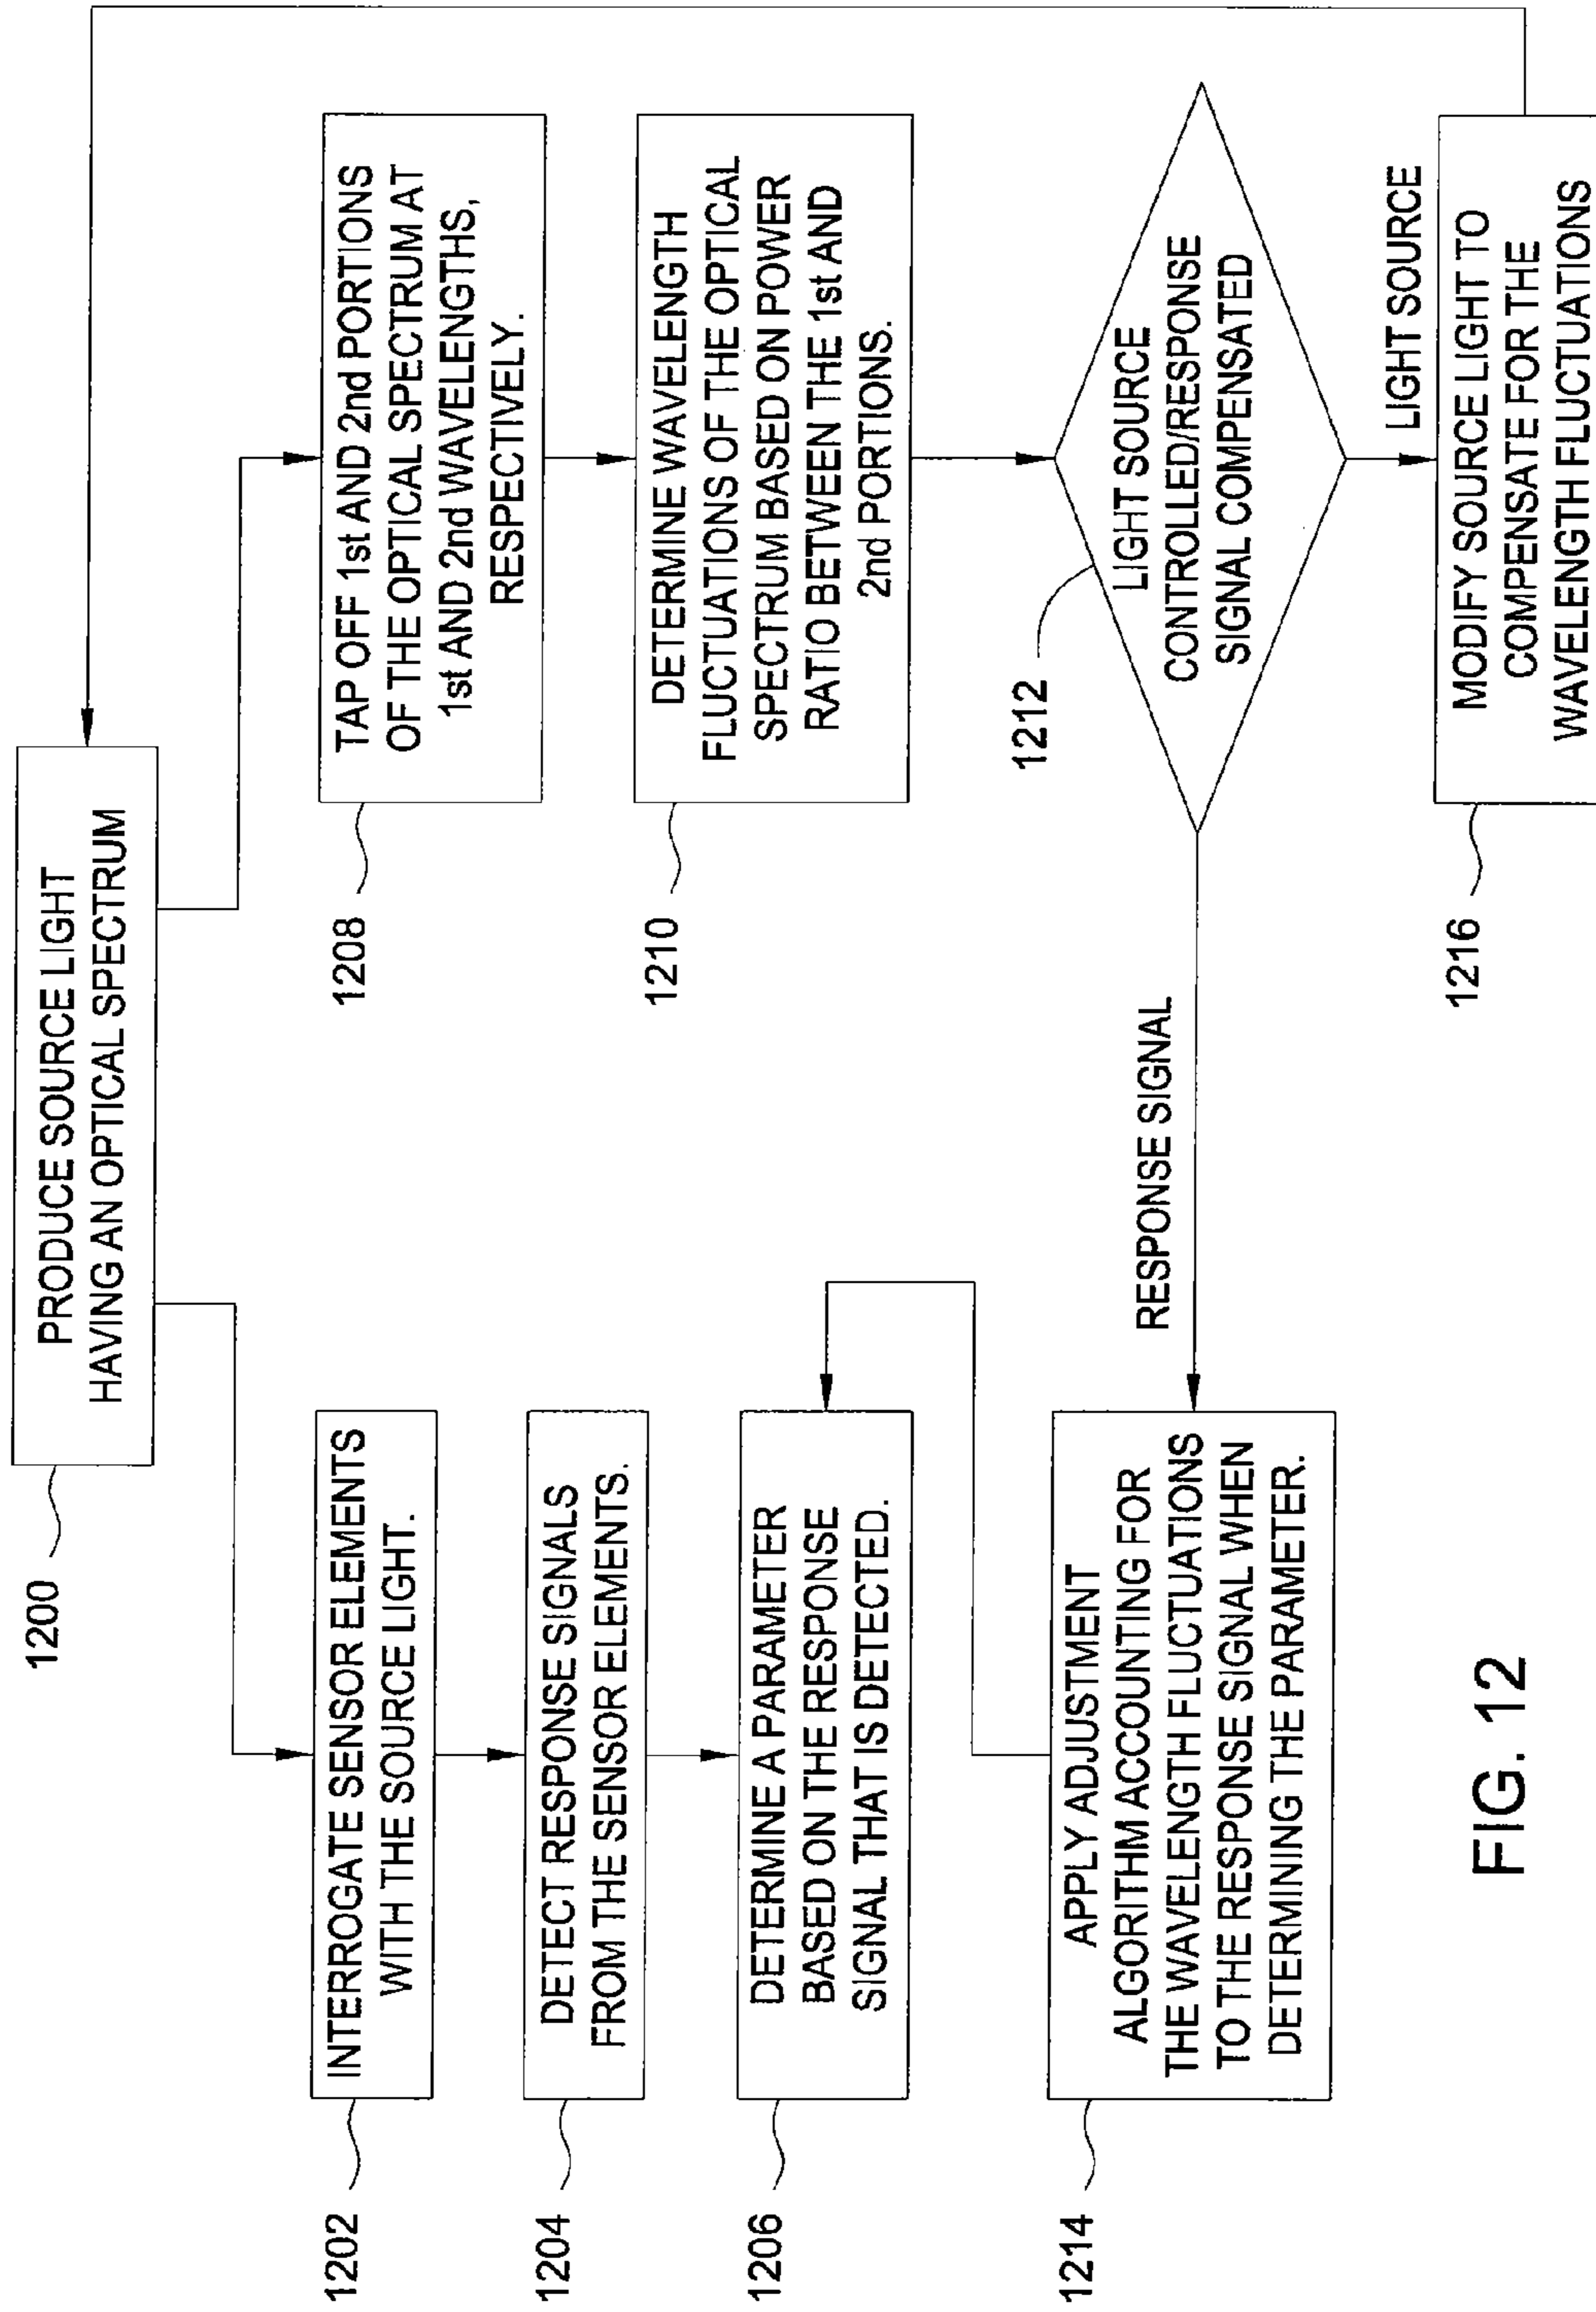 1200
PRODUCE SOURCE LIGHT
HAVING AN OPTICAL SPECTRUM
1202
INTERROGATE SENSOR ELEMENTS
WITH THE SOURCE LIGHT.
1204
DETECT RESPONSE SIGNALS
FROM THE SENSOR ELEMENTS.
1206
DETERMINE A PARAMETER
BASED ON THE RESPONSE
SIGNAL THAT IS DETECTED.
1208
TAP OFF 1st AND 2nd PORTIONS
OF THE OPTICAL SPECTRUM AT
1st AND 2nd WAVELENGTHS,
RESPECTIVELY.
1210
DETERMINE WAVELENGTH
FLUCTUATIONS OF THE OPTICAL
SPECTRUM BASED ON POWER
RATIO BETWEEN THE 1st AND
2nd PORTIONS.
1212
LIGHT SOURCE
CONTROLLED/RESPONSE
SIGNAL COMPENSATED
RESPONSE SIGNAL
1214
APPLY ADJUSTMENT
ALGORITHM ACCOUNTING FOR
THE WAVELENGTH FLUCTUATIONS
TO THE RESPONSE SIGNAL WHEN
DETERMINING THE PARAMETER.
LIGHT SOURCE
1216
MODIFY SOURCE LIGHT TO
COMPENSATE FOR THE
WAVELENGTH FLUCTUATIONS
FIG. 12